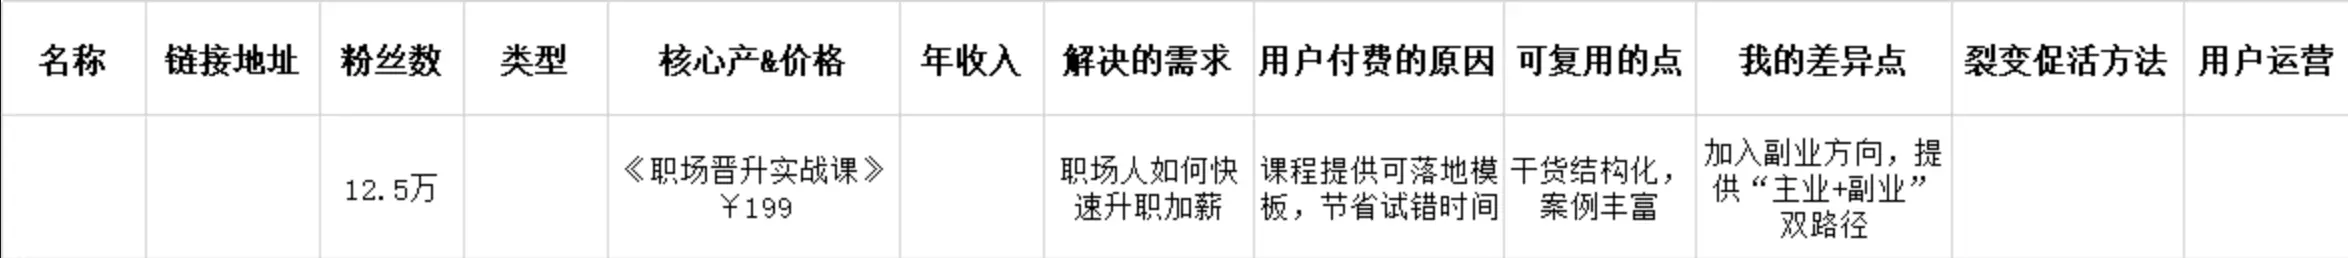 名称 链接地址 粉丝数 类型 核心产&价格 年收入 解决的需求 用户付费的原因 可复用的点 我的差异点 裂变促活方法 用户运营
12.5万
《职场晋升实战课》
￥199
职场人如何快
速升职加薪
课程提供可落地模
板，节省试错时间
干货结构化，
案例丰富
加入副业方向，提
供“主业+副业”
双路径